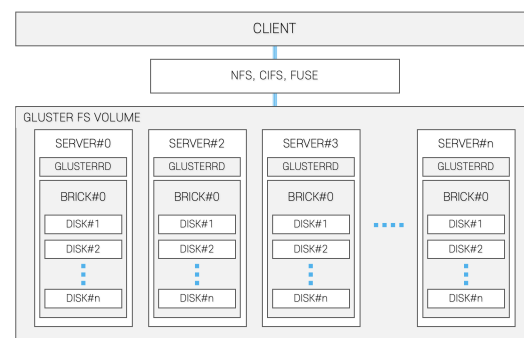 CLIENT
NFS, CIFS, FUSE
GLUSTER FS VOLUME
SERVER#0
GLUSTERRD
BRICK#0
DISK#1
DISK#2
DISK#n
SERVER#2
GLUSTERRD
BRICK#0
DISK#1
DISK#2
DISK#n
SERVER#3
GLUSTERRD
BRICK#0
DISK#1
DISK#2
DISK#n
SERVER#n
GLUSTERRD
BRICK#0
DISK#1
DISK#2
DISK#n